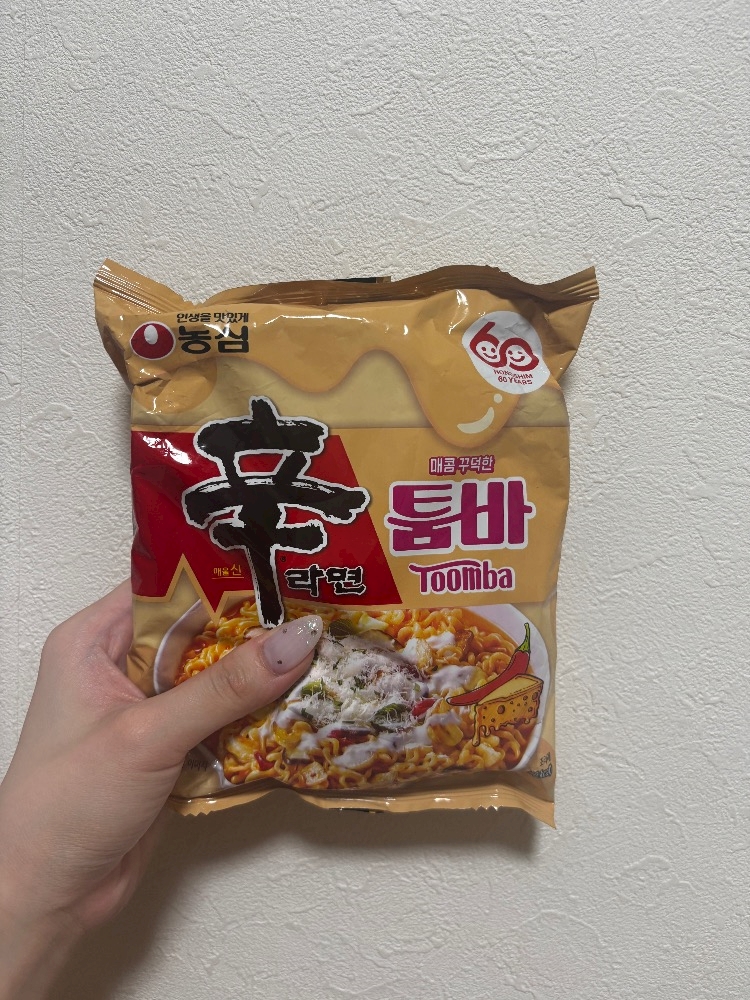 인생을 맛있게
농심
60
NONGSHIM
60 YEARS
매콤 꾸덕한
툼바
Toomba
辛
매울 신
라면